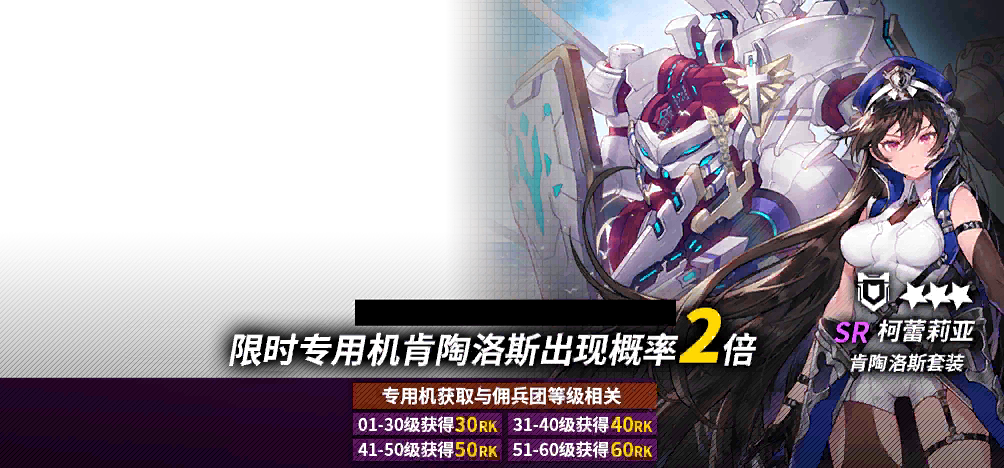 限时专用机肯陶洛斯出现概率2倍
SR 柯蕾莉亚
肯陶洛斯套装
专用机获取与佣兵团等级相关
01-30级获得30RK 31-40级获得40RK
41-50级获得50RK 51-60级获得60RK